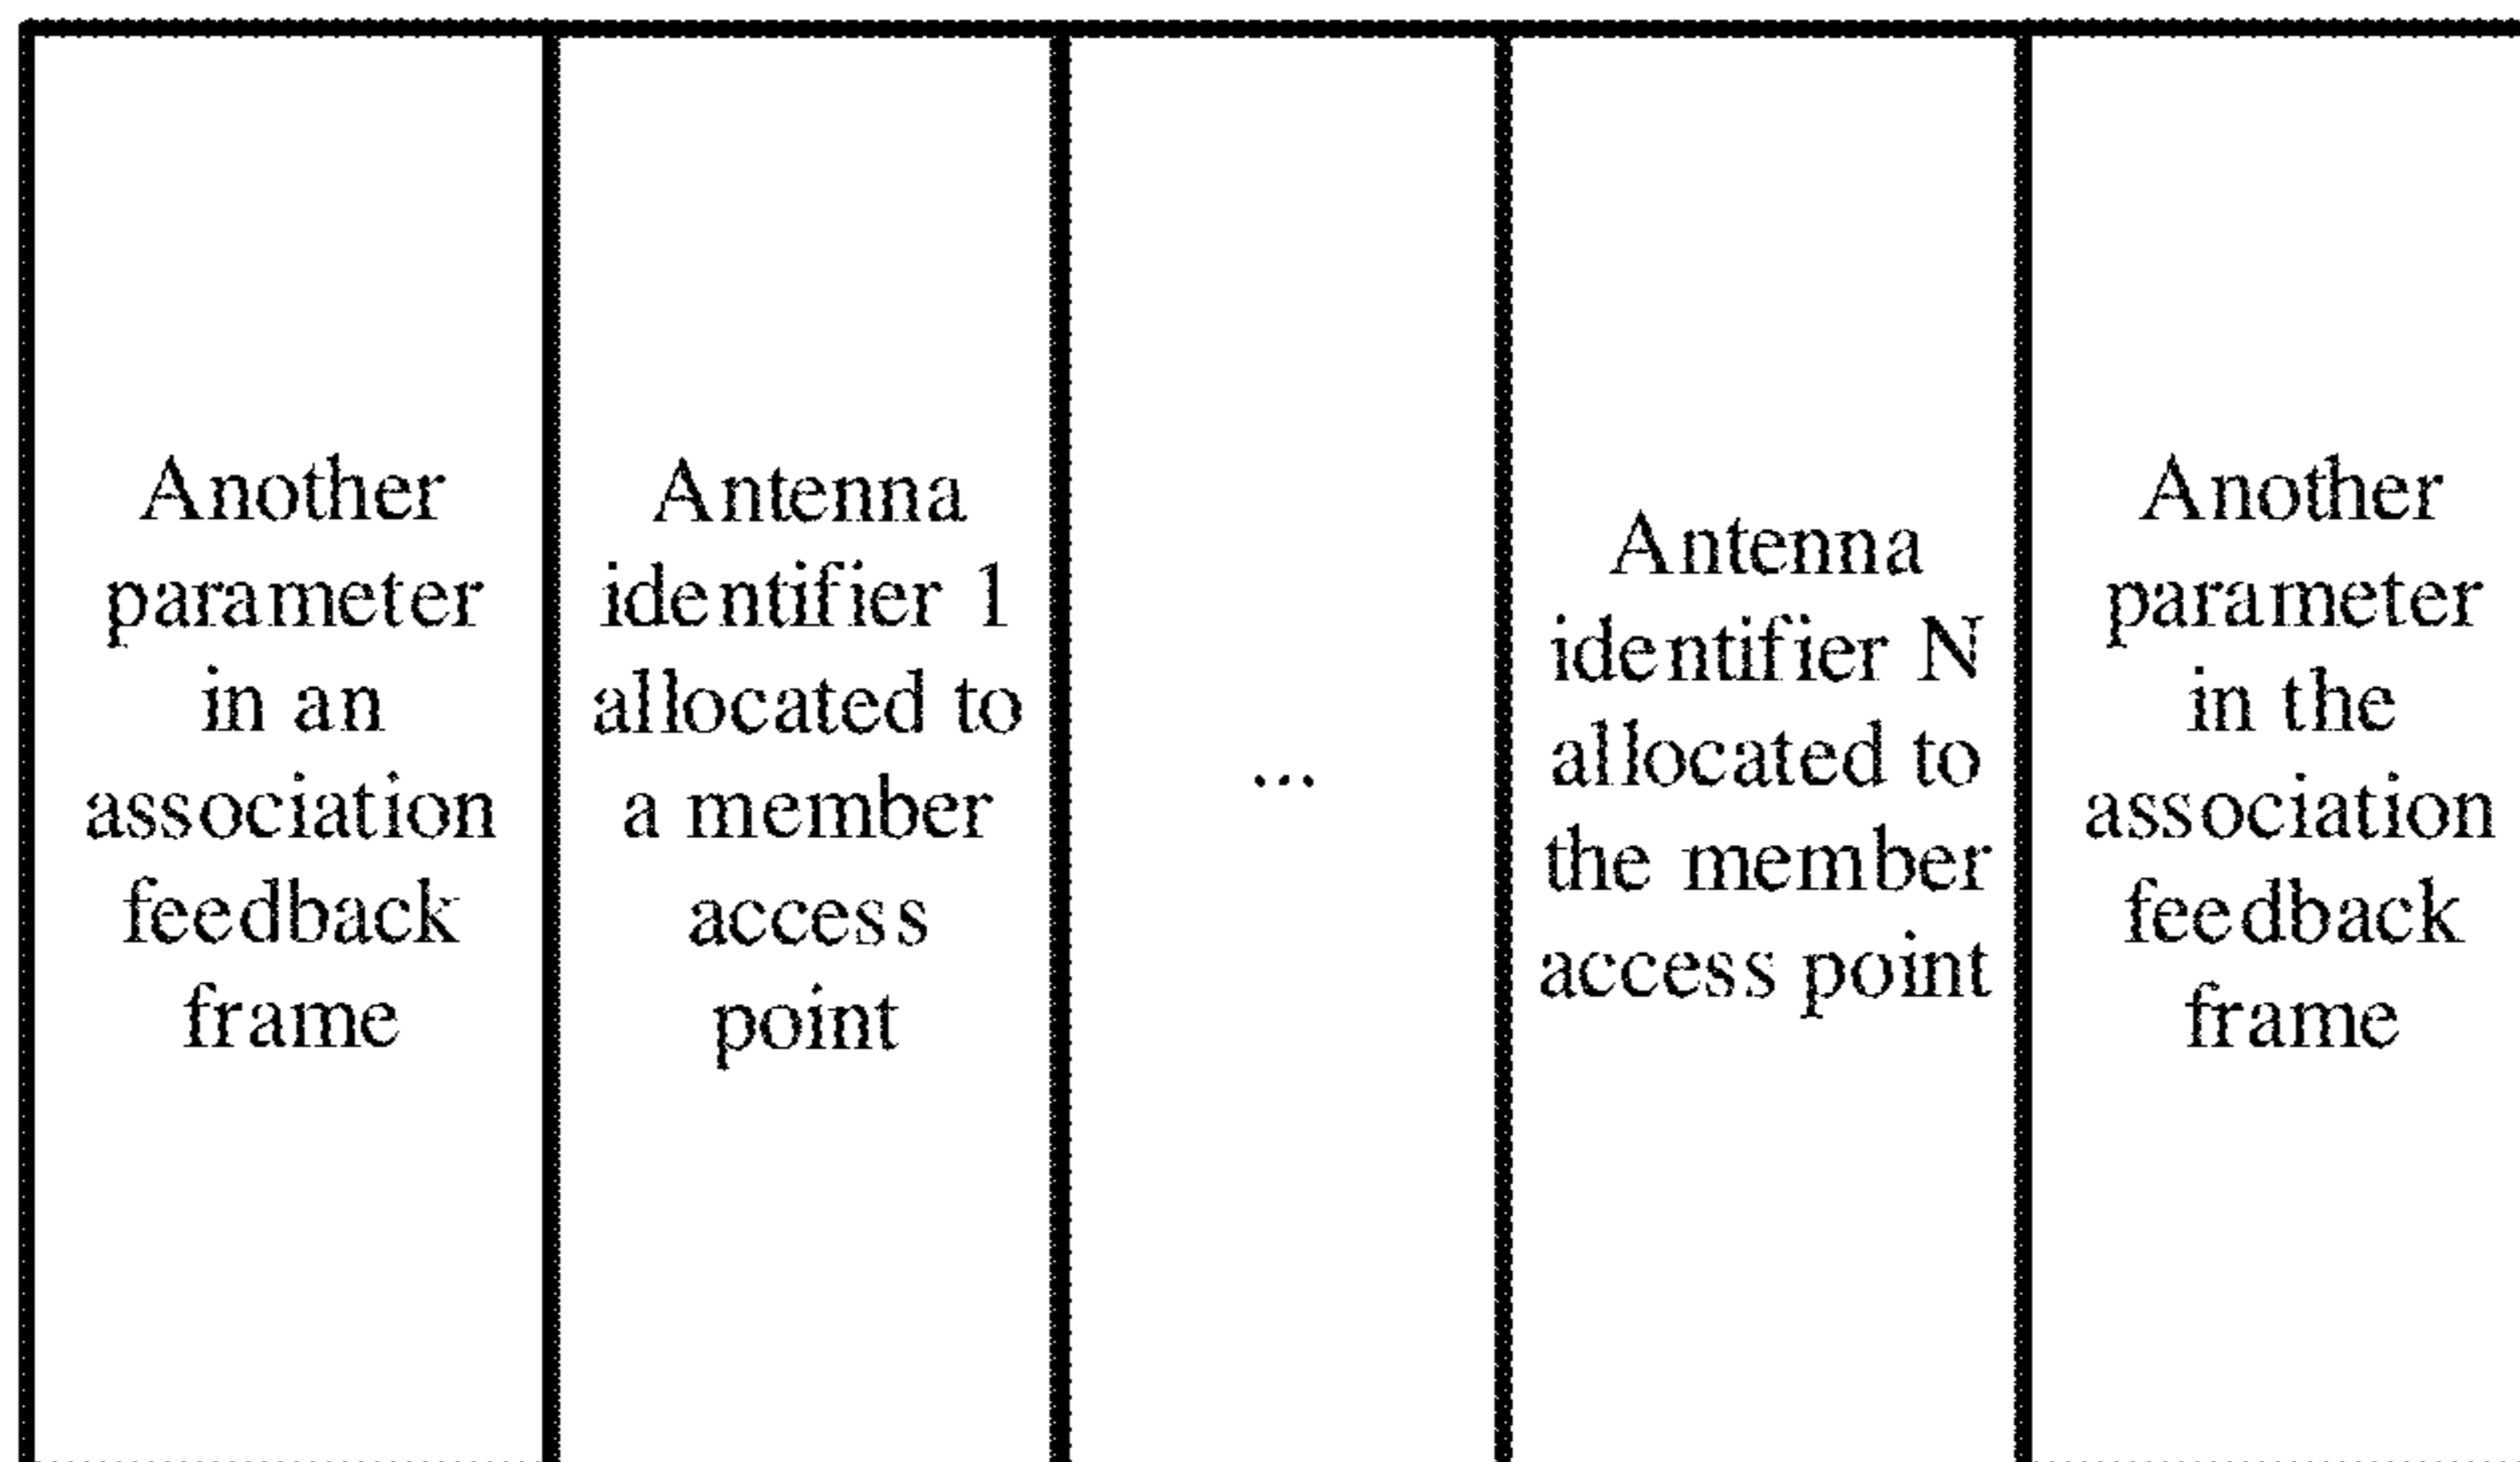 Another
parameter
in an
association
feedback
frame
Antenna
identifier 1
allocated to
a member
access
point
...
Antenna
identifier N
allocated to
the member
access point
Another
parameter
in the
association
feedback
frame